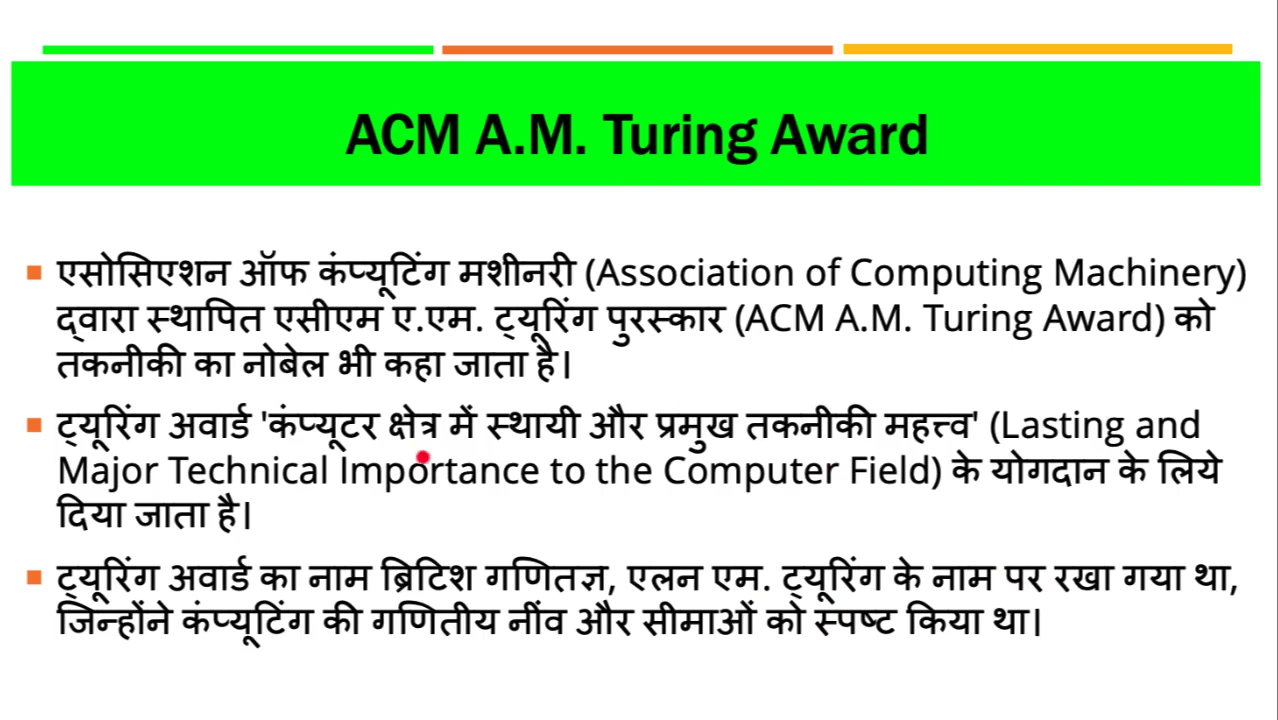 ACM A.M. Turing Award
एसोसिएशन ऑफ कंप्यूटिंग मशीनरी (Association of Computing Machinery)
द्वारा स्थापित एसीएम ए.एम. ट्यूरिंग पुरस्कार (ACM A.M. Turing Award) को
तकनीकी का नोबेल भी कहा जाता है।
ट्यूरिंग अवार्ड 'कंप्यूटर क्षेत्र में स्थायी और प्रमुख तकनीकी महत्त्व' (Lasting and
Major Technical Importance to the Computer Field) के योगदान के लिये
दिया जाता है।
ट्यूरिंग अवार्ड का नाम ब्रिटिश गणितज्ञ, एलन एम. ट्यूरिंग के नाम पर रखा गया था,
जिन्होंने कंप्यूटिंग की गणितीय नींव और सीमाओं को स्पष्ट किया था।